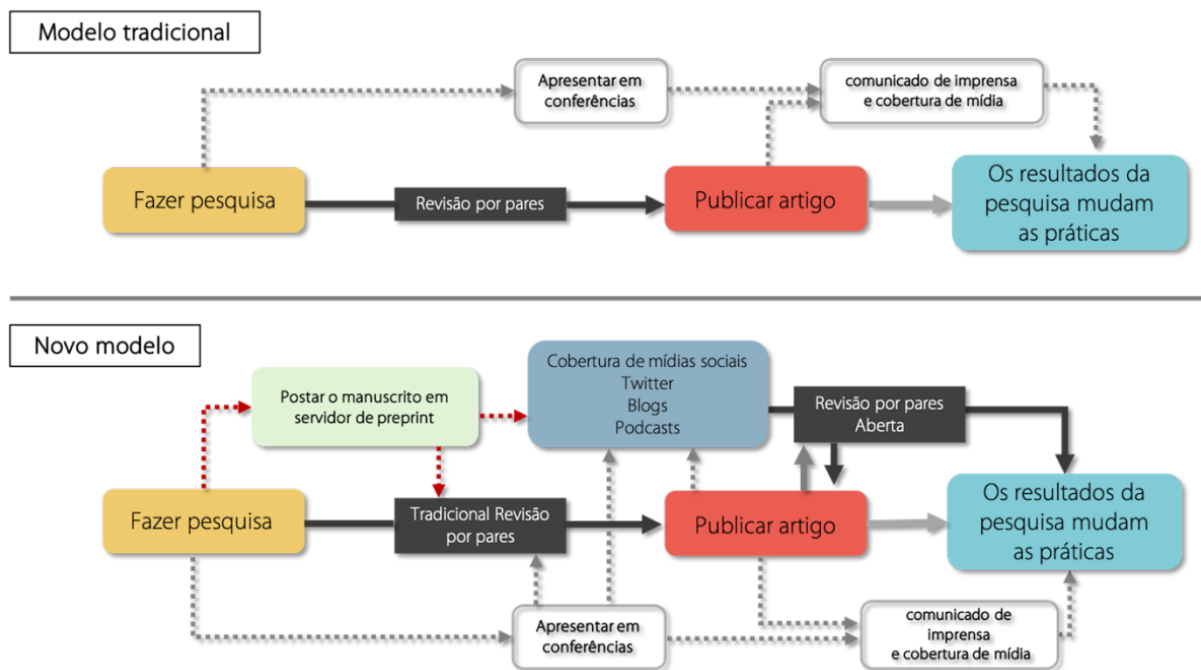 Modelo tradicional
Apresentar em
conferências
comunicado de imprensa
e cobertura de mídia
Fazer pesquisa
Revisão por pares
Publicar artigo
Os resultados da
pesquisa mudam
as práticas
Novo modelo
Postar o manuscrito em
servidor de preprint
Cobertura de mídias sociais
Twitter
Blogs
Podcasts
Revisão por pares
Aberta
Fazer pesquisa
Tradicional Revisão
por pares
Publicar artigo
Os resultados da
pesquisa mudam
as práticas
Apresentar em
conferências
comunicado de
imprensa
e cobertura de mídia